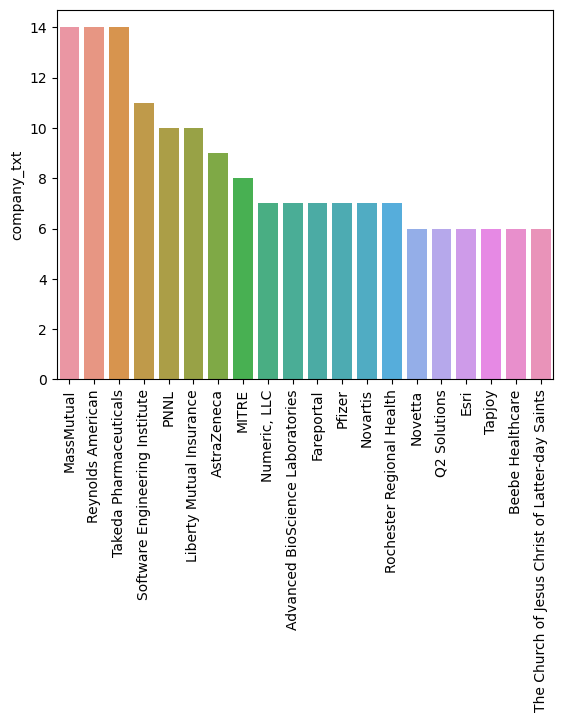 14
12
10
8
6
4
2
0
company_txt
MassMutual
Reynolds American
Takeda Pharmaceuticals
Software Engineering Institute
PNNL
Liberty Mutual Insurance
AstraZeneca
MITRE
Numeric, LLC
Advanced BioScience Laboratories
Fareportal
Pfizer
Novartis
Rochester Regional Health
Novetta
Q2 Solutions
Esri
Tapjoy
Beebe Healthcare
The Church of Jesus Christ of Latter-day Saints